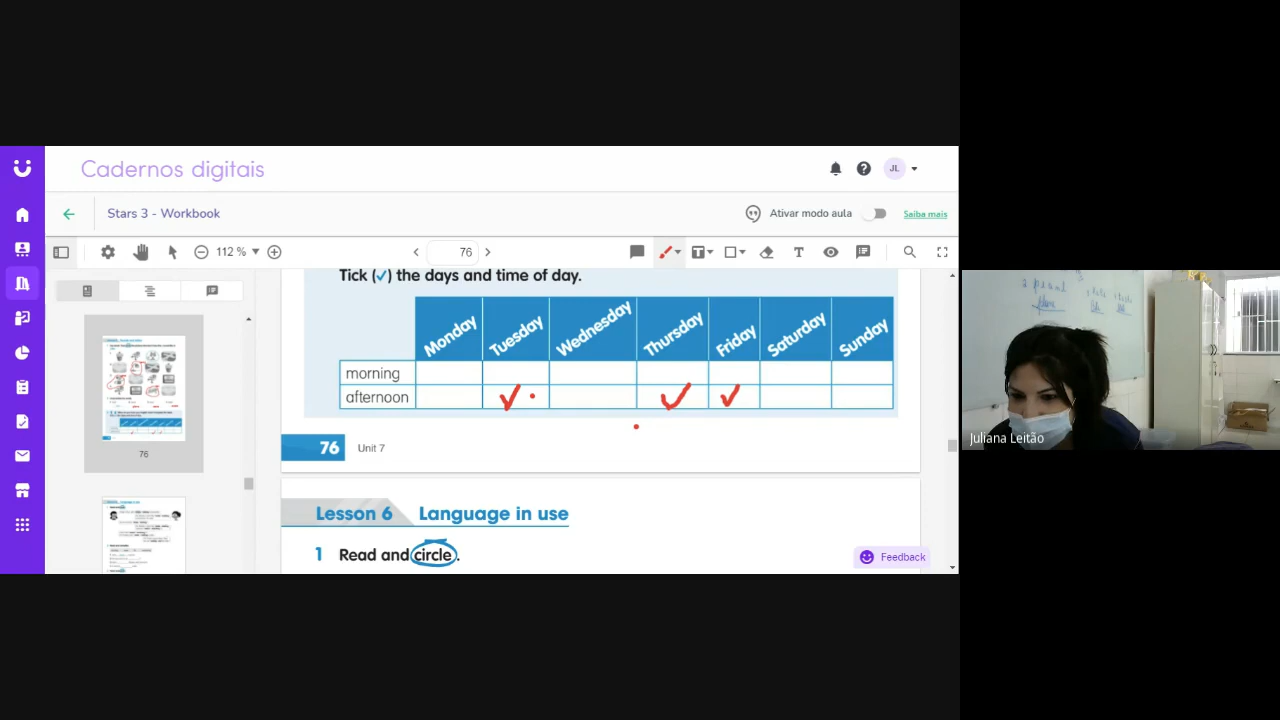 Cadernos digitais
JL
Stars 3 - Workbook
Ativar modo aula
Saiba mais
112 %
76
Tick (✓) the days and time of day.
Monday Tuesday Wednesday Thursday Friday Saturday Sunday
morning
afternoon
76 Unit 7
76
Lesson 6 Language in use
1 Read and circle.
Feedback
Juliana Leitão